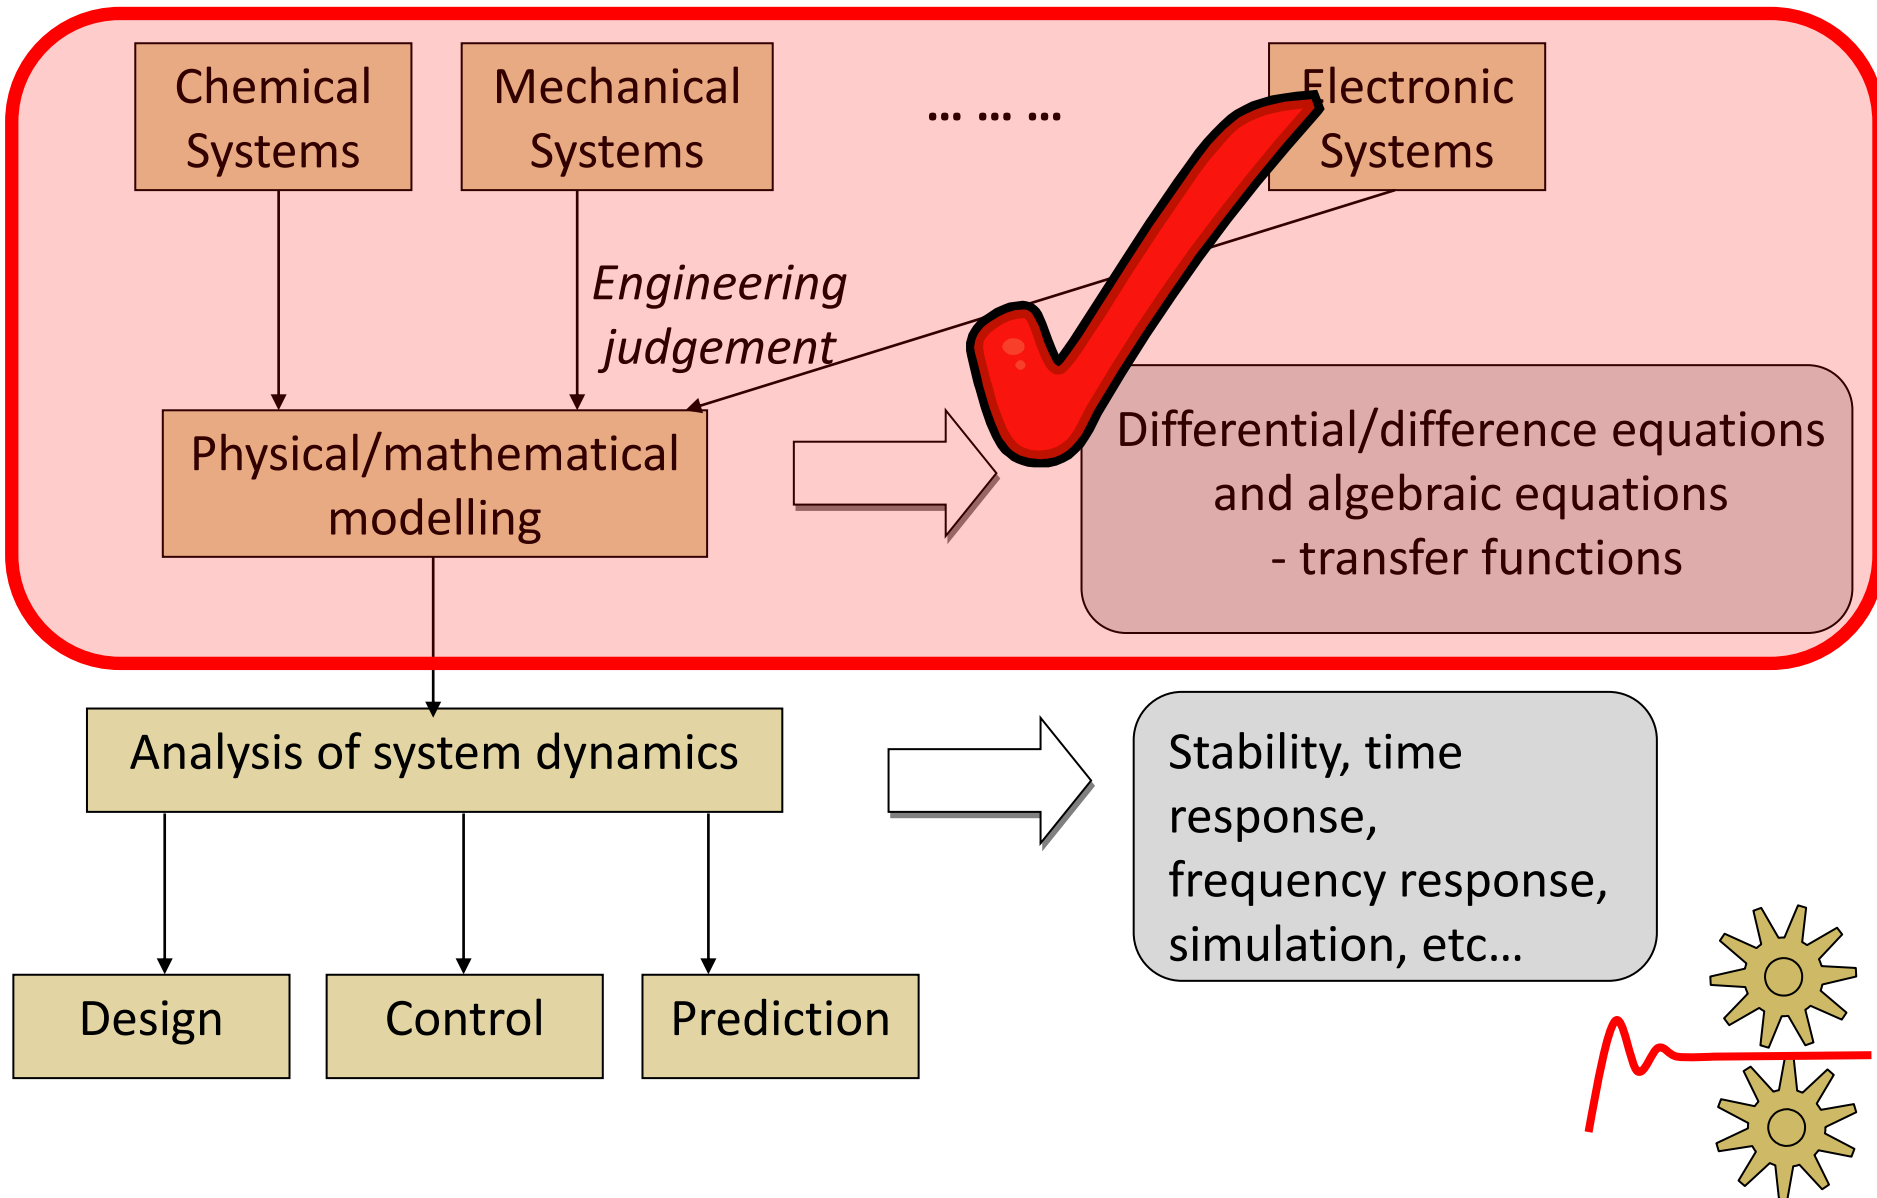 Chemical
Systems
Mechanical
Systems
... ... ...
Electronic
Systems
Engineering
judgement
Physical/mathematical
modelling
Differential/difference equations
and algebraic equations
- transfer functions
Analysis of system dynamics
Stability, time
response,
frequency response,
simulation, etc...
Design
Control
Prediction